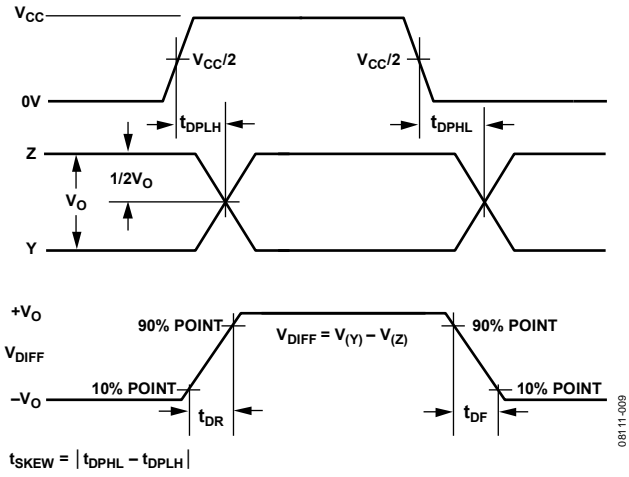 VCC
VCC/2
VCC/2
0V
tDPLH
tDPHL
Z
1/2VO
VO
Y
+VO
90% POINT
VDIFF = V(Y) – V(Z)
90% POINT
VDIFF
10% POINT
10% POINT
–VO
tDR
tDF
tSKEW = |tDPHL – tDPLH|
08111-009